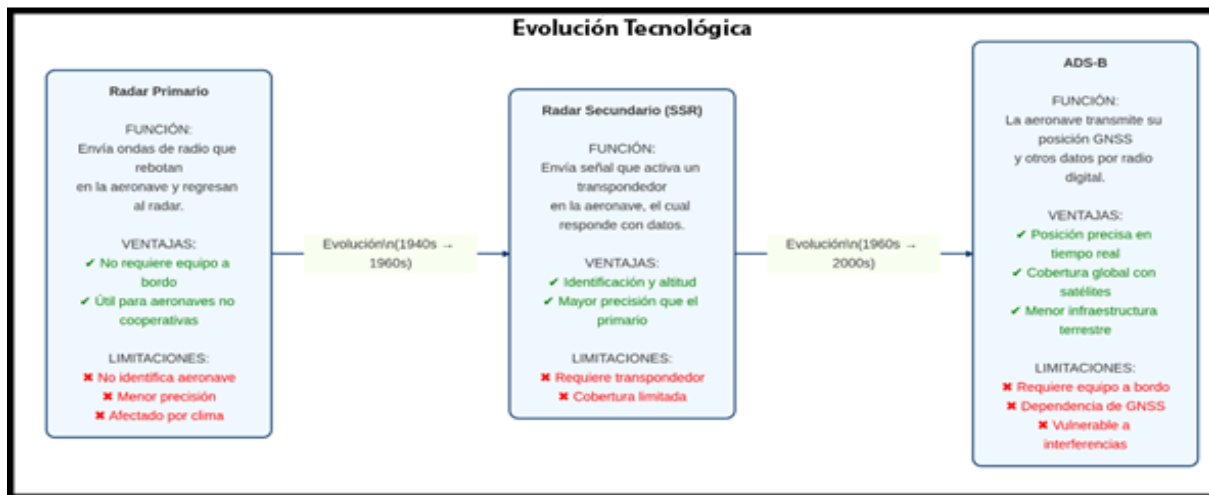 Evolución Tecnológica
Radar Primario
FUNCIÓN:
Envía ondas de radio que
rebotan
en la aeronave y regresan
al radar.
VENTAJAS:
✔ No requiere equipo a
bordo
✔ Útil para aeronaves no
cooperativas
LIMITACIONES:
✖ No identifica aeronave
✖ Menor precisión
✖ Afectado por clima
Evolución\n(1940s →
1960s)
Radar Secundario (SSR)
FUNCIÓN:
Envía señal que activa un
transpondedor
en la aeronave, el cual
responde con datos.
VENTAJAS:
✔ Identificación y altitud
✔ Mayor precisión que el
primario
LIMITACIONES:
✖ Requiere transpondedor
✖ Cobertura limitada
Evolución\n(1960s →
2000s)
ADS-B
FUNCIÓN:
La aeronave transmite su
posición GNSS
y otros datos por radio
digital.
VENTAJAS:
✔ Posición precisa en
tiempo real
✔ Cobertura global con
satélites
✔ Menor infraestructura
terrestre
LIMITACIONES:
✖ Requiere equipo a bordo
✖ Dependencia de GNSS
✖ Vulnerable a
interferencias